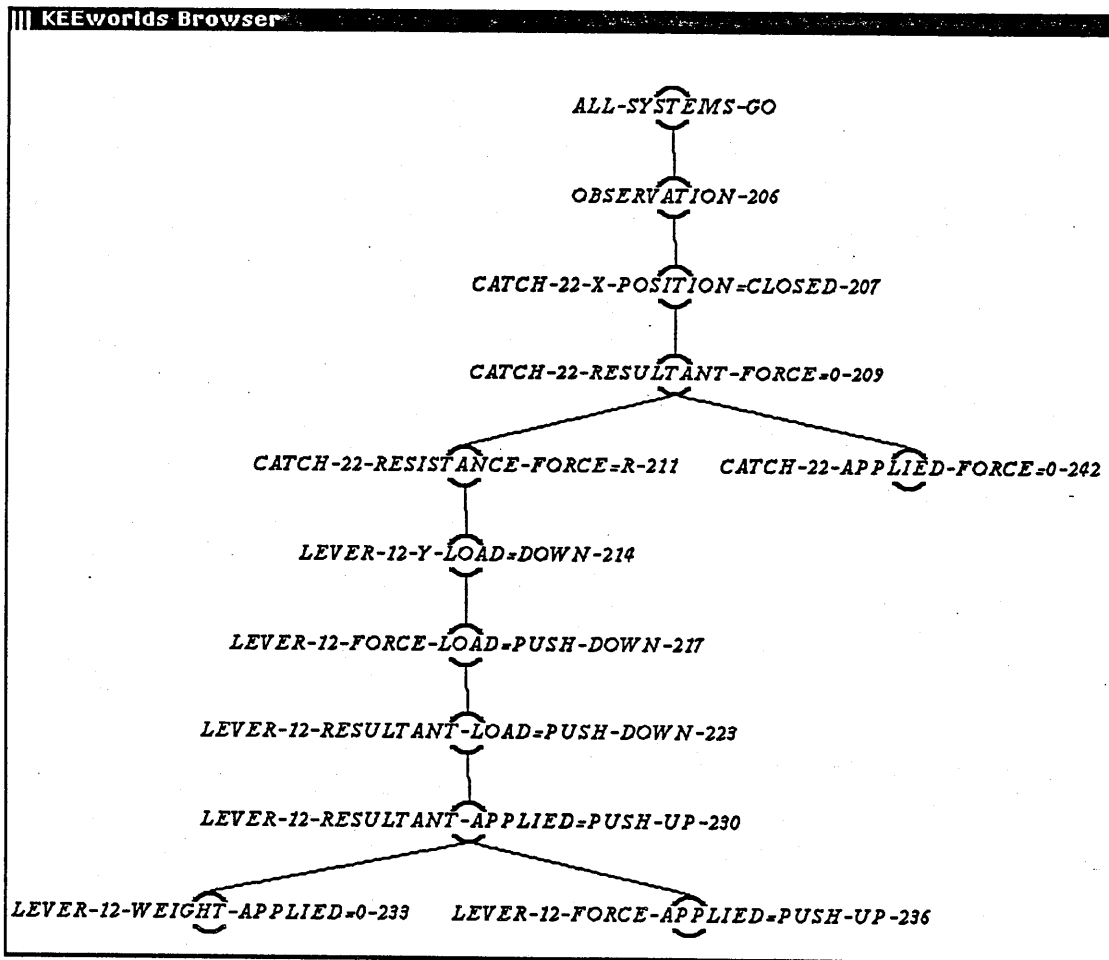 KEEworlds Browser
ALL-SYSTEMS-GO
OBSERVATION-206
CATCH-22-X-POSITION=CLOSED-207
CATCH-22-RESULTANT-FORCE=0-209
CATCH-22-RESISTANCE-FORCE=R-211 CATCH-22-APPLIED-FORCE=0-242
LEVER-12-Y-LOAD=DOWN-214
LEVER-12-FORCE-LOAD=PUSH-DOWN-217
LEVER-12-RESULTANT-LOAD=PUSH-DOWN-223
LEVER-12-RESULTANT-APPLIED=PUSH-UP-230
LEVER-12-WEIGHT-APPLIED=0-233 LEVER-12-FORCE-APPLIED=PUSH-UP-236